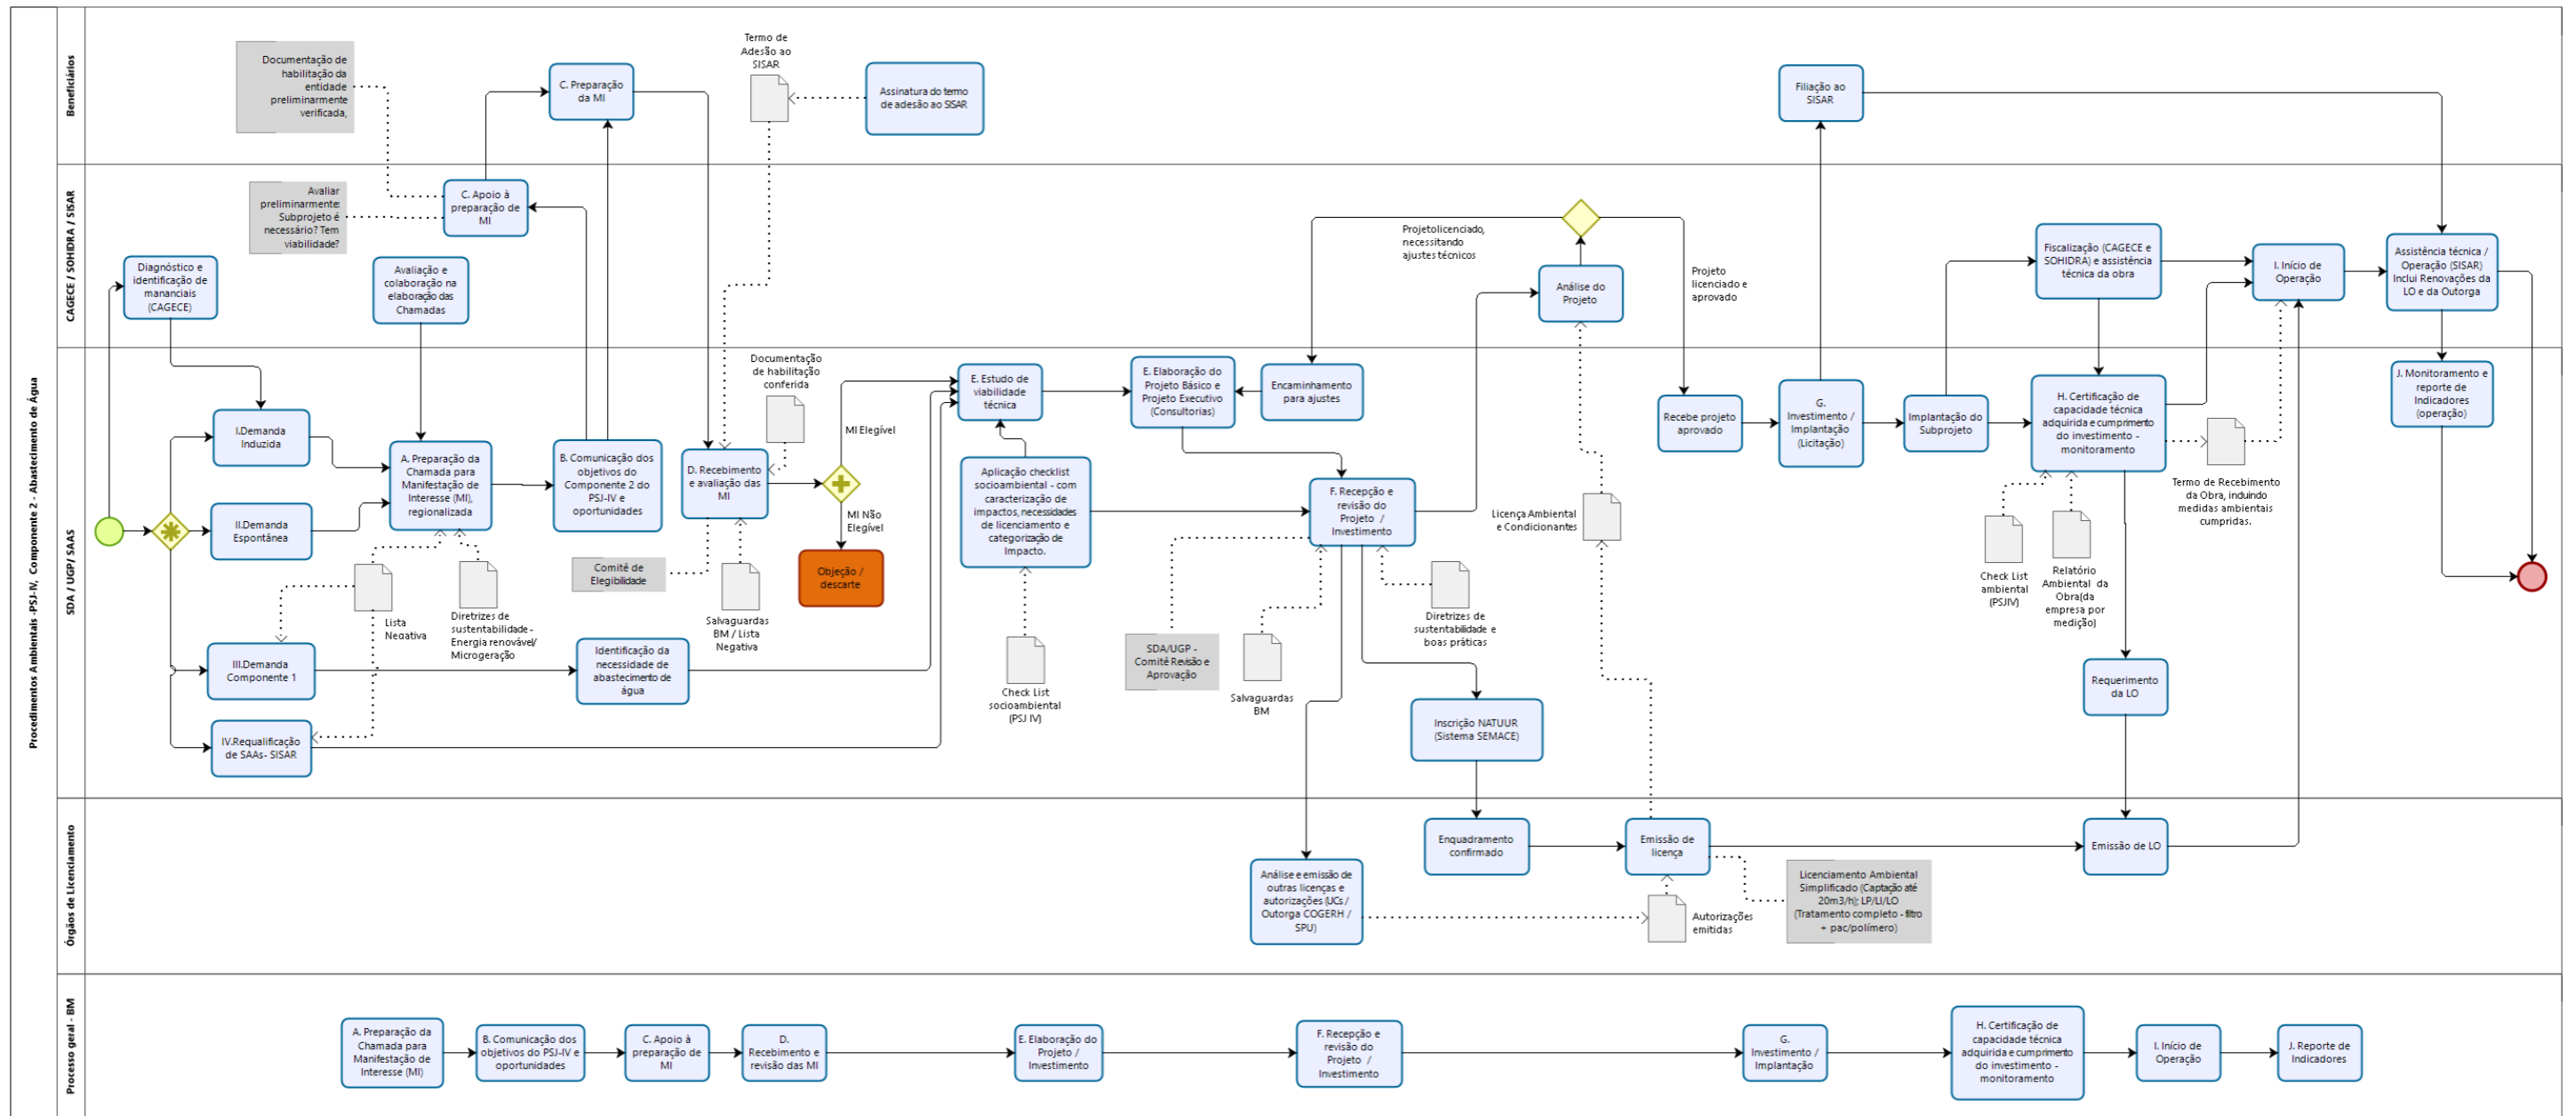 Procedimentos Ambientais -PSJ-IV, Componente 2 - Abastecimento de Água
Beneficiários
Documentação de
habilitação da
entidade
preliminarmente
verificada,
C. Preparação
da MI
Termo de
Adesão ao
SISAR
Assinatura do termo
de adesão ao SISAR
Filiação ao
SISAR
CAGECE / SOHIDRA / SISAR
Avaliar
preliminarmente:
Subprojeto é
necessário? Tem
viabilidade?
C. Apoio à
preparação de
MI
Diagnóstico e
identificação de
mananciais
(CAGECE)
Avaliação e
colaboração na
elaboração das
Chamadas
Projetolicenciado,
necessitando
ajustes técnicos
Análise do
Projeto
Projeto
licenciado e
aprovado
Fiscalização (CAGECE e
SOHIDRA) e assistência
técnica da obra
I. Início de
Operação
Assistência técnica /
Operação (SISAR)
Inclui Renovações da
LO e da Outorga
SDA / UGP/ SAAS
I.Demanda
Induzida
II.Demanda
Espontânea
III.Demanda
Componente 1
IV.Requalificação
de SAAs- SISAR
A. Preparação da
Chamada para
Manifestação de
Interesse (MI),
regionalizada
Lista
Negativa
Diretrizes de
sustentabilidade-
Energia renovável/
Microgeração
B. Comunicação dos
objetivos do
Componente 2 do
PSJ-IV e
oportunidades
Comitê de
Elegibilidade
Identificação da
necessidade de
abastecimento de
água
D. Recebimento
e avaliação das
MI
Documentação
de habilitação
conferida
Salvaguardas
BM / Lista
Negativa
MI Elegível
MI Não
Elegível
Objeção /
descarte
E. Estudo de
viabilidade
técnica
Aplicação checklist
socioambiental - com
caracterização de
impactos, necessidades
de licenciamento e
categorização de
Impacto.
Check List
socioambiental
(PSJ IV)
E. Elaboração do
Projeto Básico e
Projeto Executivo
(Consultorias)
Encaminhamento
para ajustes
F. Recepção e
revisão do
Projeto /
Investimento
SDA/UGP -
Comitê Revisão e
Aprovação
Salvaguardas
BM
Diretrizes de
sustentabilidade e
boas práticas
Inscrição NATUUR
(Sistema SEMACE)
Licença Ambiental
e Condicionantes
Recebe projeto
aprovado
G.
Investimento /
Implantação
(Licitação)
Implantação do
Subprojeto
H. Certificação de
capacidade técnica
adquirida e cumprimento
do investimento -
monitoramento
Check List
ambiental
(PSJIV)
Relatório
Ambiental da
Obra(da
empresa por
medição)
Termo de Recebimento
da Obra, induindo
medidas ambientais
cumpridas.
Requerimento
da LO
J. Monitoramento e
reporte de
Indicadores
(operação)
Órgãos de Licenciamento
Análise e emissão de
outras licenças e
autorizações (UCs /
Outorga COGERH /
SPU)
Enquadramento
confirmado
Emissão de
licença
Autorizações
emitidas
Licenciamento Ambiental
Simplificado (Captação até
20m3/h); LP/LI/LO
(Tratamento completo - filtro
+ pac/polímero)
Emissão de LO
Processo geral - BM
A. Preparação da
Chamada para
Manifestação de
Interesse (MI)
B. Comunicação dos
objetivos do PSJ-IV e
oportunidades
C. Apoio à
preparação de
MI
D.
Recebimento e
revisão das MI
E. Elaboração do
Projeto /
Investimento
F. Recepção e
revisão do
Projeto /
Investimento
G.
Investimento /
Implantação
H. Certificação de
capacidade técnica
adquirida e cumprimento
do investimento -
monitoramento
I. Início de
Operação
J. Reporte de
Indicadores